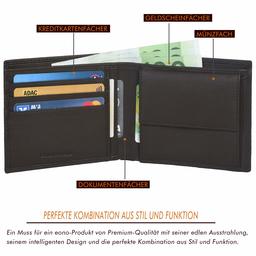 GELDSCHEINFÄCHER
KREDITKARTENFÄCHER
MÜNZFACH
ADAC
DOKUMENTENFÄCHER
PERFEKTE KOMBINATION AUS STIL UND FUNKTION
Ein Muss für ein eono-Produkt von Premium-Qualität mit seiner edlen Ausstrahlung,
seinem intelligenten Design und die perfekte Kombination aus Stil und Funktion.